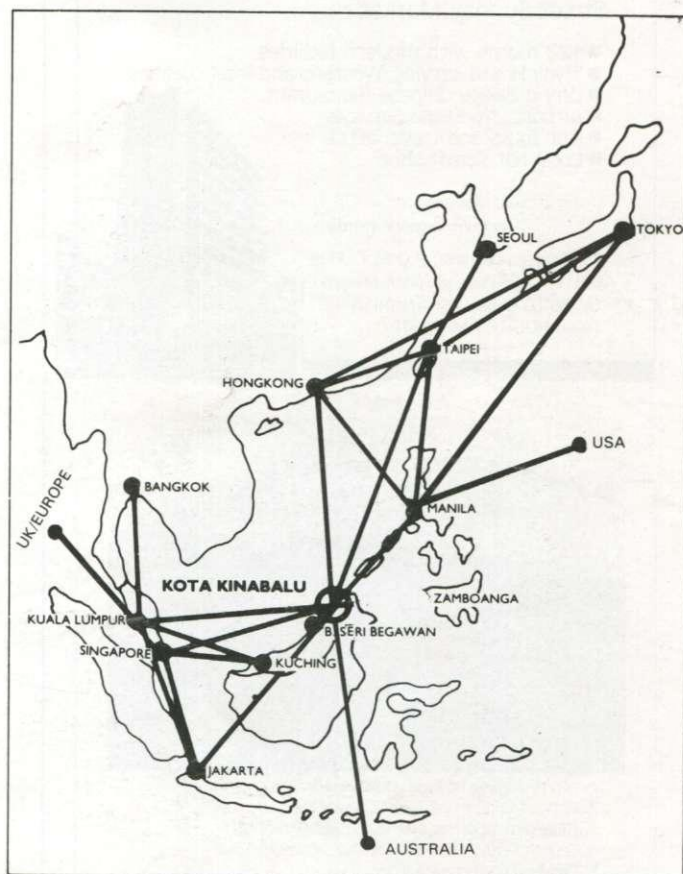 SEOUL
TOKYO
TAIPEI
HONGKONG
USA
BANGKOK
MANILA
UK/EUROPE
KOTA KINABALU
ZAMBOANGA
KUALA LUMPUR
B. SERI BEGAWAN
SINGAPORE
KUCHING
JAKARTA
AUSTRALIA